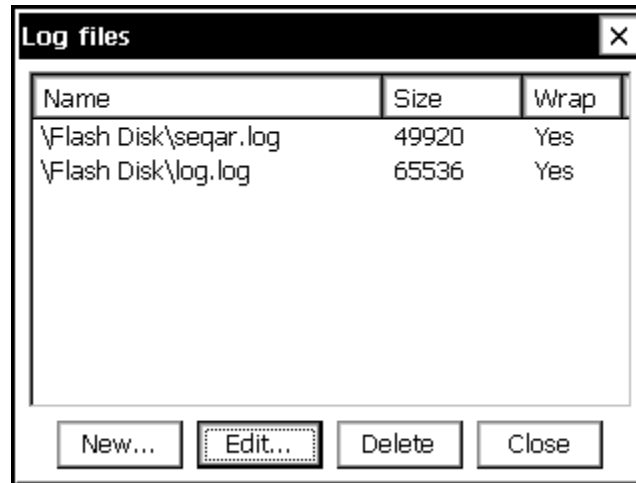 Log files
Name Size Wrap
\Flash Disk\seqar.log 49920 Yes
\Flash Disk\log.log 65536 Yes
New... Edit... Delete Close